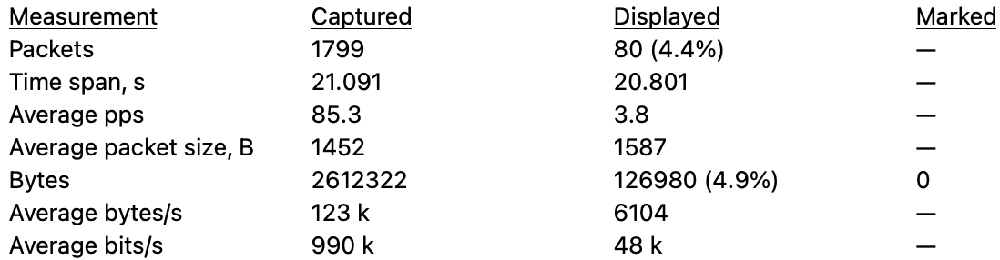 Measurement Captured Displayed Marked
Packets 1799 80 (4.4%) —
Time span, s 21.091 20.801 —
Average pps 85.3 3.8 —
Average packet size, B 1452 1587 —
Bytes 2612322 126980 (4.9%) 0
Average bytes/s 123 k 6104 —
Average bits/s 990 k 48 k —